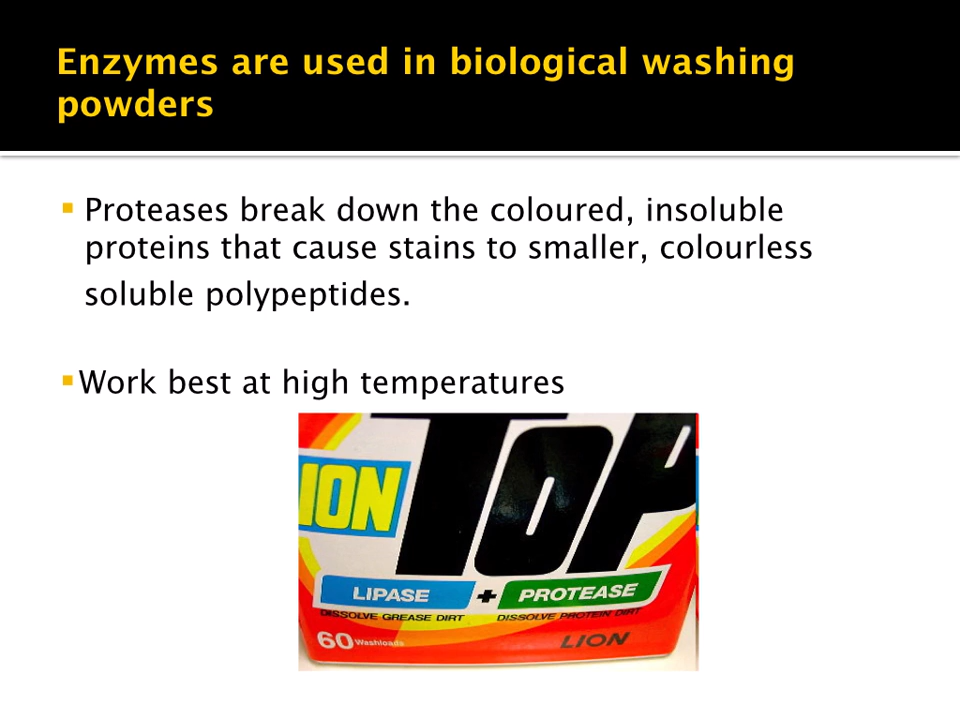 Enzymes are used in biological washing
powders
▪ Proteases break down the coloured, insoluble
proteins that cause stains to smaller, colourless
soluble polypeptides.
▪ Work best at high temperatures
TOP
ION
LIPASE + PROTEASE
DISSOLVE GREASE DIRT DISSOLVE PROTEIN DIRT
60 Washloads LION